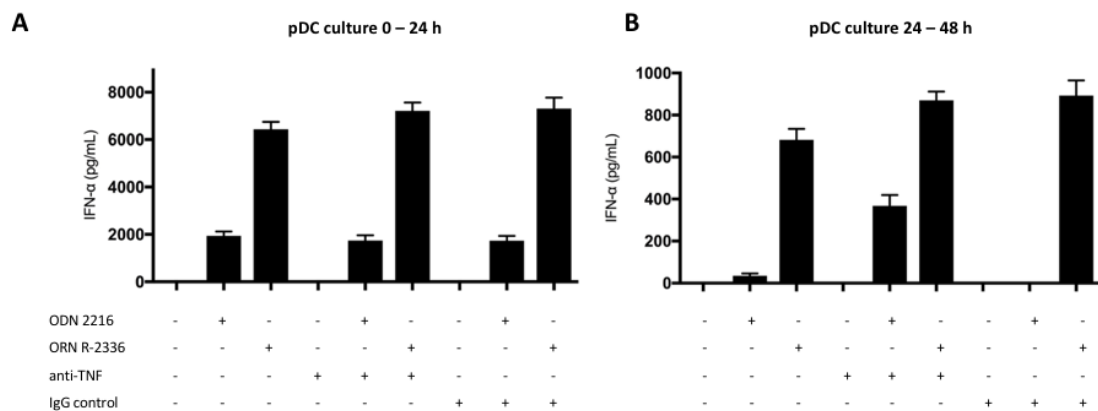 A
pDC culture 0 – 24 h
IFN-α (pg/mL)
8000
6000
4000
2000
0
B
pDC culture 24 – 48 h
IFN-α (pg/mL)
1000
800
600
400
200
0
ODN 2216 - + - - + - - + - - + - - + - - + -
ORN R-2336 - - + - - + - - + - - + - - + - - +
anti-TNF - - - + + + - - - - - - + + + - - -
IgG control - - - - - - + + + - - - - - - + + +